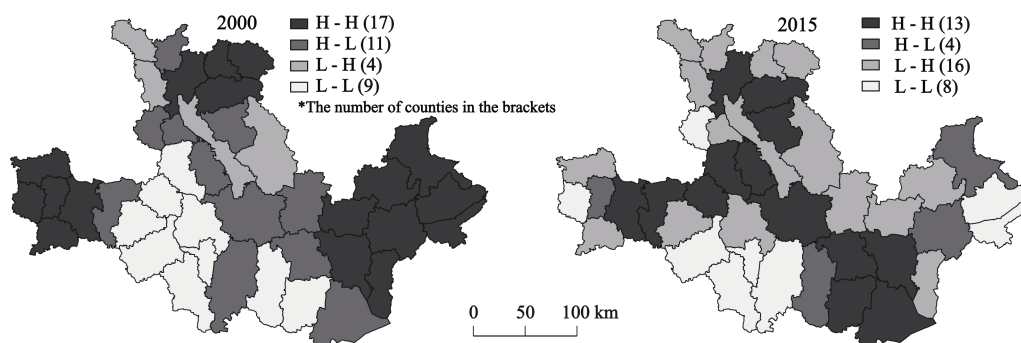 2000
H - H (17)
H - L (11)
L - H (4)
L - L (9)
*The number of counties in the brackets
2015
H - H (13)
H - L (4)
L - H (16)
L - L (8)
0 50 100 km